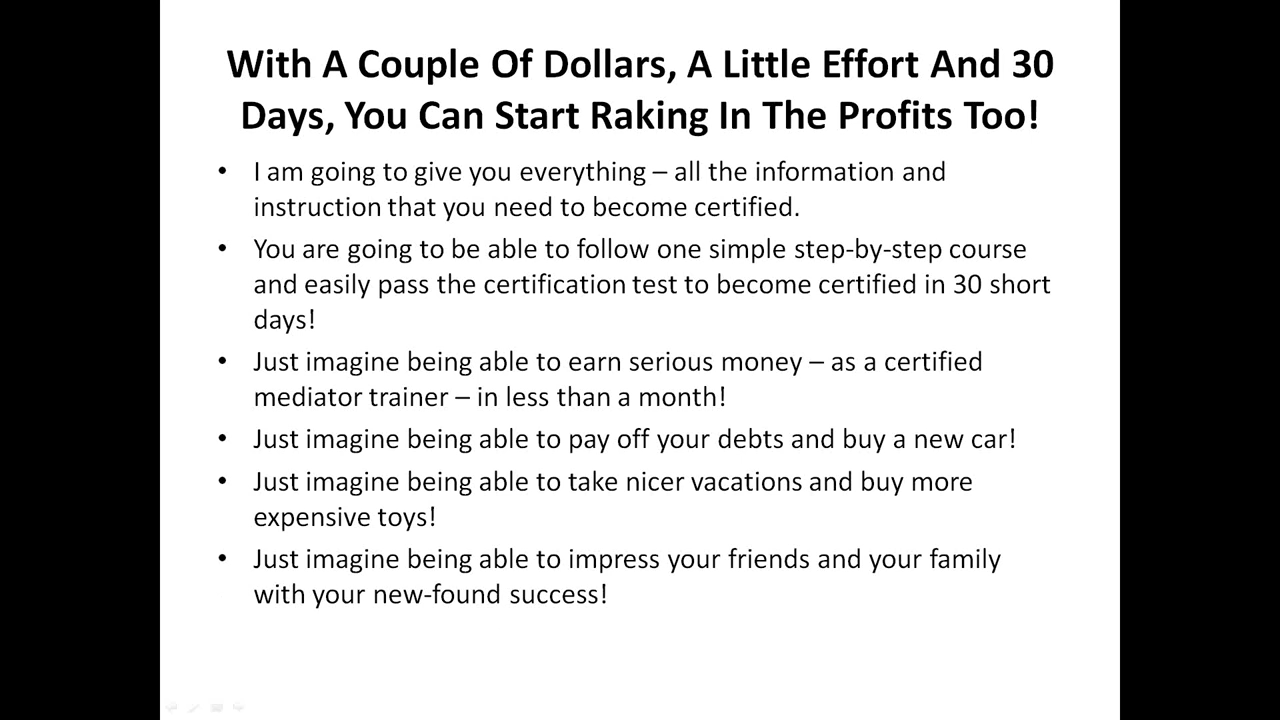 With A Couple Of Dollars, A Little Effort And 30
Days, You Can Start Raking In The Profits Too!
• I am going to give you everything – all the information and
instruction that you need to become certified.
• You are going to be able to follow one simple step-by-step course
and easily pass the certification test to become certified in 30 short
days!
• Just imagine being able to earn serious money – as a certified
mediator trainer – in less than a month!
• Just imagine being able to pay off your debts and buy a new car!
• Just imagine being able to take nicer vacations and buy more
expensive toys!
• Just imagine being able to impress your friends and your family
with your new-found success!